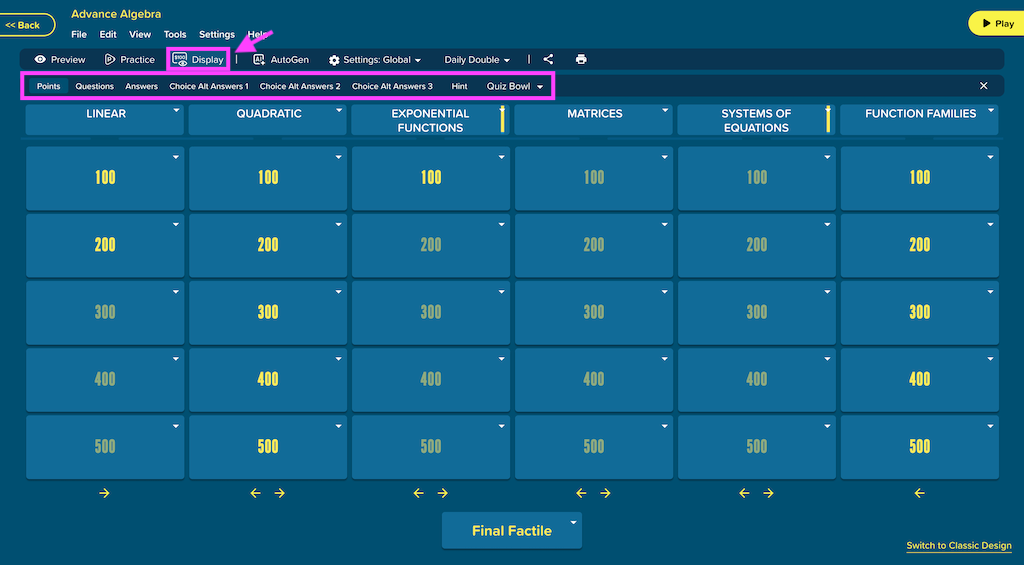 << Back
Advance Algebra
File Edit View Tools Settings Help
Play
Preview Practice $100 Display AutoGen Settings: Global Daily Double
Points Questions Answers Choice Alt Answers 1 Choice Alt Answers 2 Choice Alt Answers 3 Hint Quiz Bowl
LINEAR QUADRATIC EXPONENTIAL FUNCTIONS MATRICES SYSTEMS OF EQUATIONS FUNCTION FAMILIES
100 100 100 100 100 100
200 200 200 200 200 200
300 300 300 300 300 300
400 400 400 400 400 400
500 500 500 500 500 500
Final Factile
Switch to Classic Design